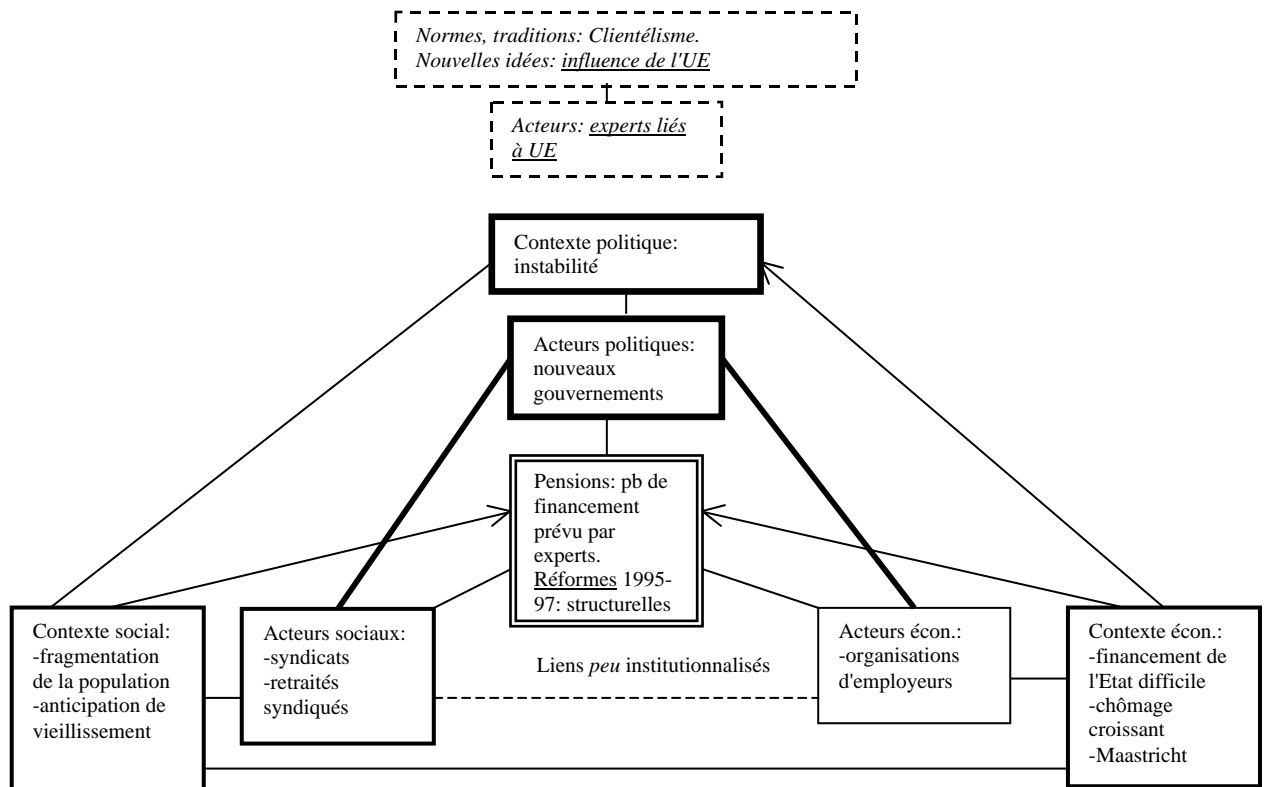 Normes, traditions: Clientélisme.
Nouvelles idées: influence de l'UE
Acteurs: experts liés
à UE
Contexte politique:
instabilité
Acteurs politiques:
nouveaux
gouvernements
Pensions: pb de
financement
prévu par
experts.
Réformes 1995-
97: structurelles
Contexte social:
-fragmentation
de la population
-anticipation de
vieillissement
Acteurs sociaux:
-syndicats
-retraités
syndiqués
Liens peu institutionnalisés
Acteurs écon.:
-organisations
d'employeurs
Contexte écon.:
-financement de
l'Etat difficile
-chômage
croissant
-Maastricht